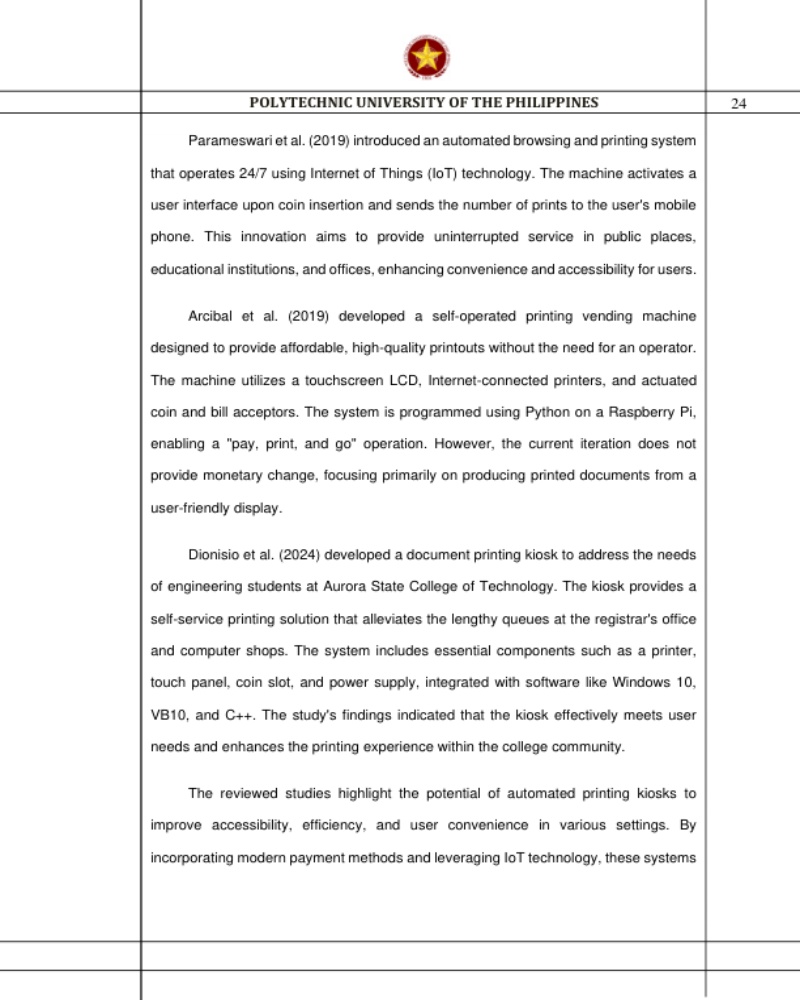 POLYTECHNIC UNIVERSITY OF THE PHILIPPINES
24
Parameswari et al. (2019) introduced an automated browsing and printing system
that operates 24/7 using Internet of Things (IoT) technology. The machine activates a
user interface upon coin insertion and sends the number of prints to the user's mobile
phone. This innovation aims to provide uninterrupted service in public places,
educational institutions, and offices, enhancing convenience and accessibility for users.
Arcibal et al. (2019) developed a self-operated printing vending machine
designed to provide affordable, high-quality printouts without the need for an operator.
The machine utilizes a touchscreen LCD, Internet-connected printers, and actuated
coin and bill acceptors. The system is programmed using Python on a Raspberry Pi,
enabling a "pay, print, and go" operation. However, the current iteration does not
provide monetary change, focusing primarily on producing printed documents from a
user-friendly display.
Dionisio et al. (2024) developed a document printing kiosk to address the needs
of engineering students at Aurora State College of Technology. The kiosk provides a
self-service printing solution that alleviates the lengthy queues at the registrar's office
and computer shops. The system includes essential components such as a printer,
touch panel, coin slot, and power supply, integrated with software like Windows 10,
VB10, and C++. The study's findings indicated that the kiosk effectively meets user
needs and enhances the printing experience within the college community.
The reviewed studies highlight the potential of automated printing kiosks to
improve accessibility, efficiency, and user convenience in various settings. By
incorporating modern payment methods and leveraging IoT technology, these systems